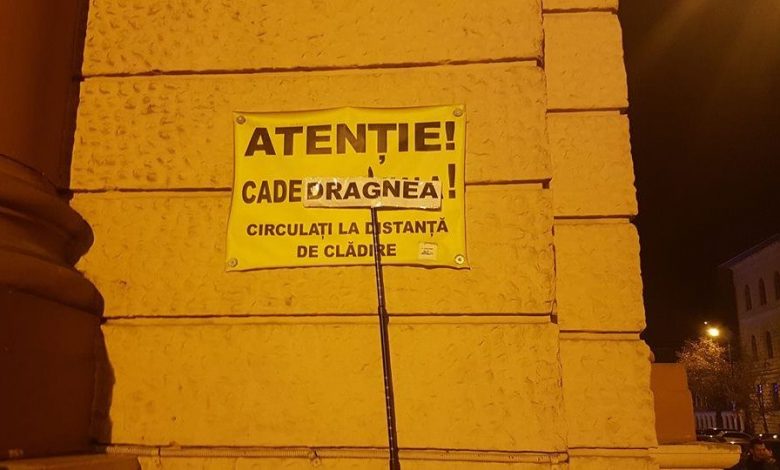 ATENȚIE!
CADE DRAGNEA!
CIRCULAȚI LA DISTANȚĂ
DE CLĂDIRE